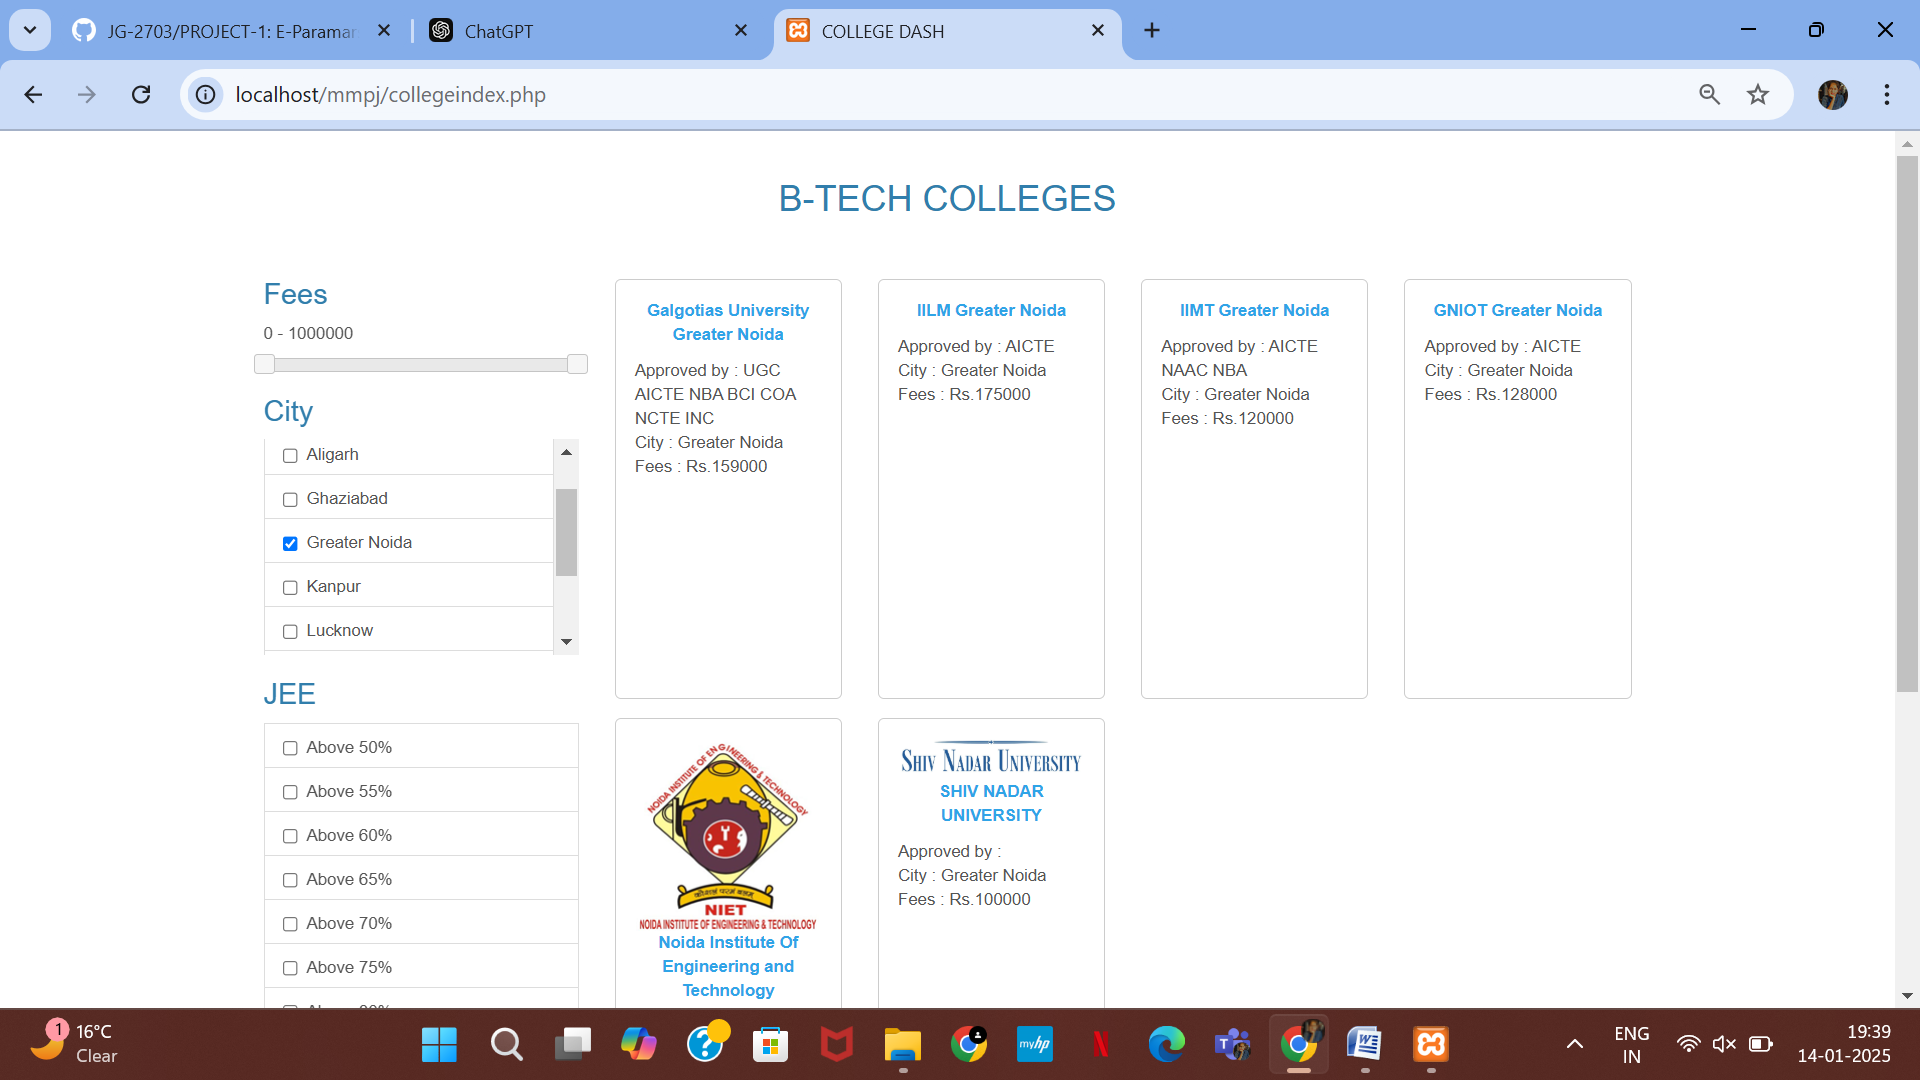 JG-2703/PROJECT-1: E-Paramar
ChatGPT
COLLEGE DASH
localhost/mmpj/collegeindex.php
B-TECH COLLEGES
Fees
0 - 1000000
City
Aligarh
Ghaziabad
Greater Noida
Kanpur
Lucknow
JEE
Above 50%
Above 55%
Above 60%
Above 65%
Above 70%
Above 75%
Galgotias University
Greater Noida
Approved by : UGC
AICTE NBA BCI COA
NCTE INC
City : Greater Noida
Fees : Rs.159000
IILM Greater Noida
Approved by : AICTE
City : Greater Noida
Fees : Rs.175000
IIMT Greater Noida
Approved by : AICTE
NAAC NBA
City : Greater Noida
Fees : Rs.120000
GNIOT Greater Noida
Approved by : AICTE
City : Greater Noida
Fees : Rs.128000
NOIDA INSTITUTE OF ENGINEERING & TECHNOLOGY
NIET
NOIDA INSTITUTE OF ENGINEERING & TECHNOLOGY
Noida Institute Of
Engineering and
Technology
SHIV NADAR UNIVERSITY
SHIV NADAR
UNIVERSITY
Approved by :
City : Greater Noida
Fees : Rs.100000
1
16°C
Clear
myhp
ENG
IN
19:39
14-01-2025